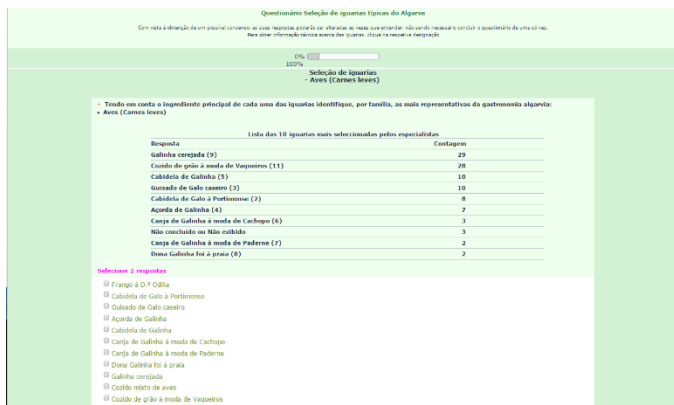 Questionário Seleção de iguarias típicas do Algarve
Com vista à obtenção de um possível consenso, as suas respostas poderão ser alteradas as vezes que entender, não sendo necessário concluir o questionário de uma só vez.
Para obter informação técnica acerca das iguarias, clique na respetiva designação
0%
100%
Seleção de iguarias
- Aves (Carnes leves)
Tendo em conta o ingrediente principal de cada uma das iguarias identifique, por família, as mais representativas da gastronomia algarvia:
Aves (Carnes leves)
Lista das 10 iguarias mais seleccionadas pelos especialistas
Resposta Contagem
Galinha cerejada (9) 29
Cozido de grão à moda de Vaqueiros (11) 28
Cabidela de Galinha (5) 10
Guisado de Galo caseiro (3) 10
Cabidela de Galo à Portimonse (2) 8
Açorda de Galinha (4) 7
Canja de Galinha à moda de Cachopo (6) 3
Não concluído ou Não exibido 3
Canja de Galinha à moda de Paderne (7) 2
Dona Galinha foi à praia (8) 2
Selecione 2 respostas
Frango à D.ª Odília
Cabidela de Galo à Portimonse
Guisado de Galo caseiro
Açorda de Galinha
Cabidela de Galinha
Canja de Galinha à moda de Cachopo
Canja de Galinha à moda de Paderne
Dona Galinha foi à praia
Galinha cerejada
Cozido misto de aves
Cozido de grão à moda de Vaqueiros